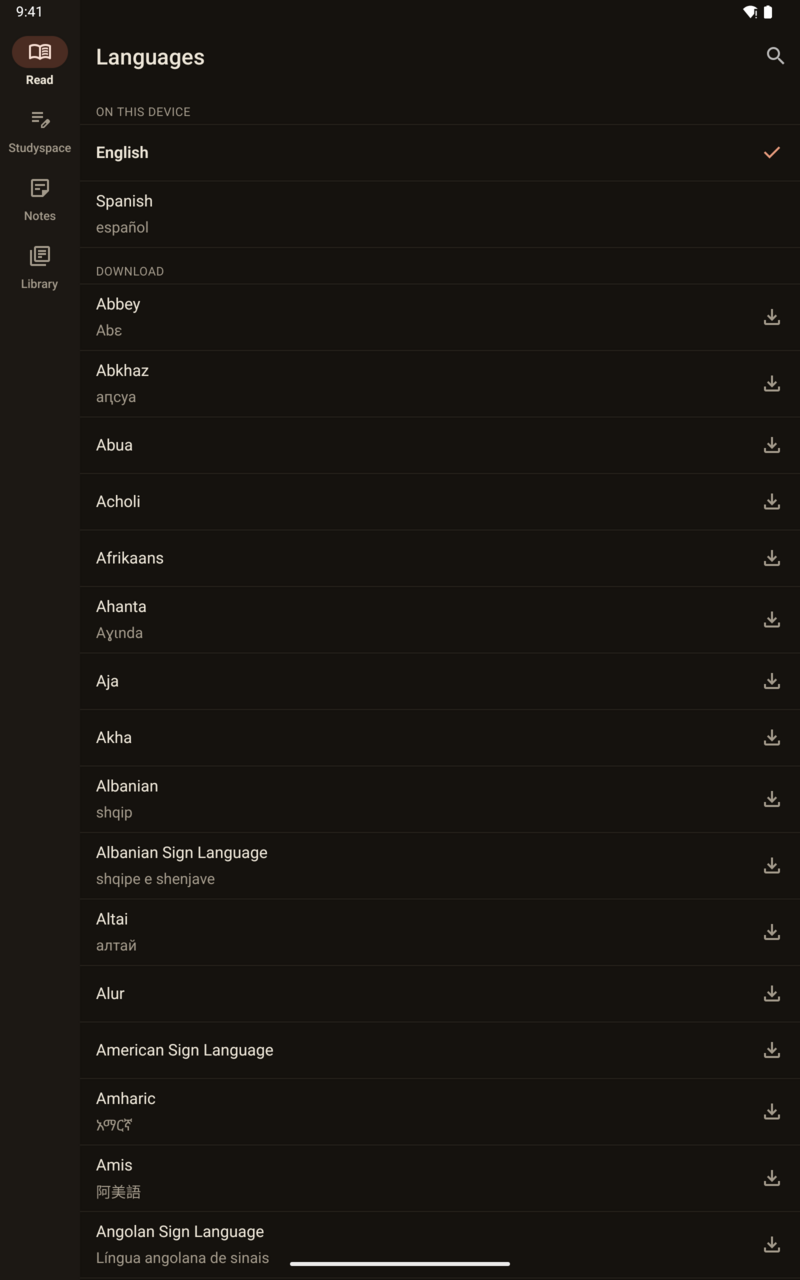 9:41
Read
Studyspace
Notes
Library
Languages
ON THIS DEVICE
English
Spanish
español
DOWNLOAD
Abbey
Abɛ
Abkhaz
аԥсуа
Abua
Acholi
Afrikaans
Ahanta
Aɣɩnda
Aja
Akha
Albanian
shqip
Albanian Sign Language
shqipe e shenjave
Altai
алтай
Alur
American Sign Language
Amharic
አማርኛ
Amis
阿美語
Angolan Sign Language
Língua angolana de sinais